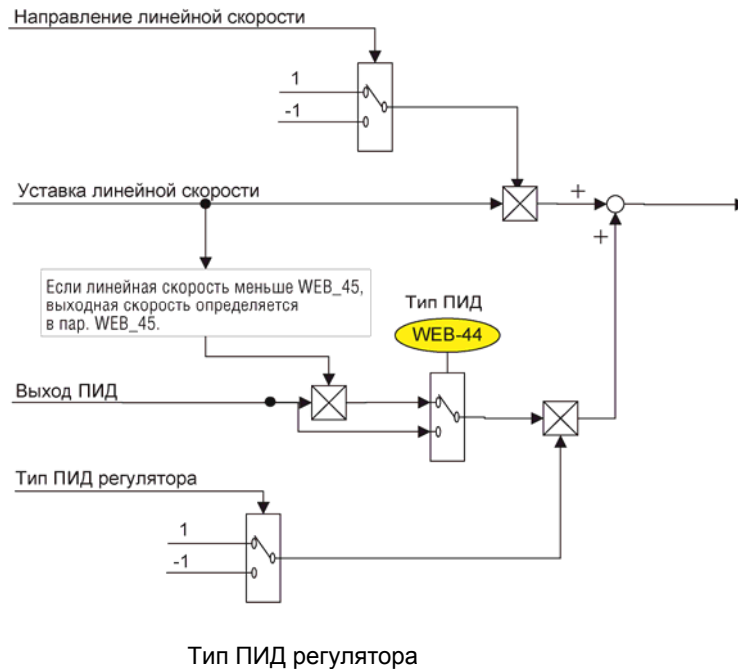 Направление линейной скорости
1
-1
Уставка линейной скорости
+
+
Если линейная скорость меньше WEB_45,
выходная скорость определяется
в пар. WEB_45.
Тип ПИД
WEB-44
Выход ПИД
Тип ПИД регулятора
1
-1
Тип ПИД регулятора